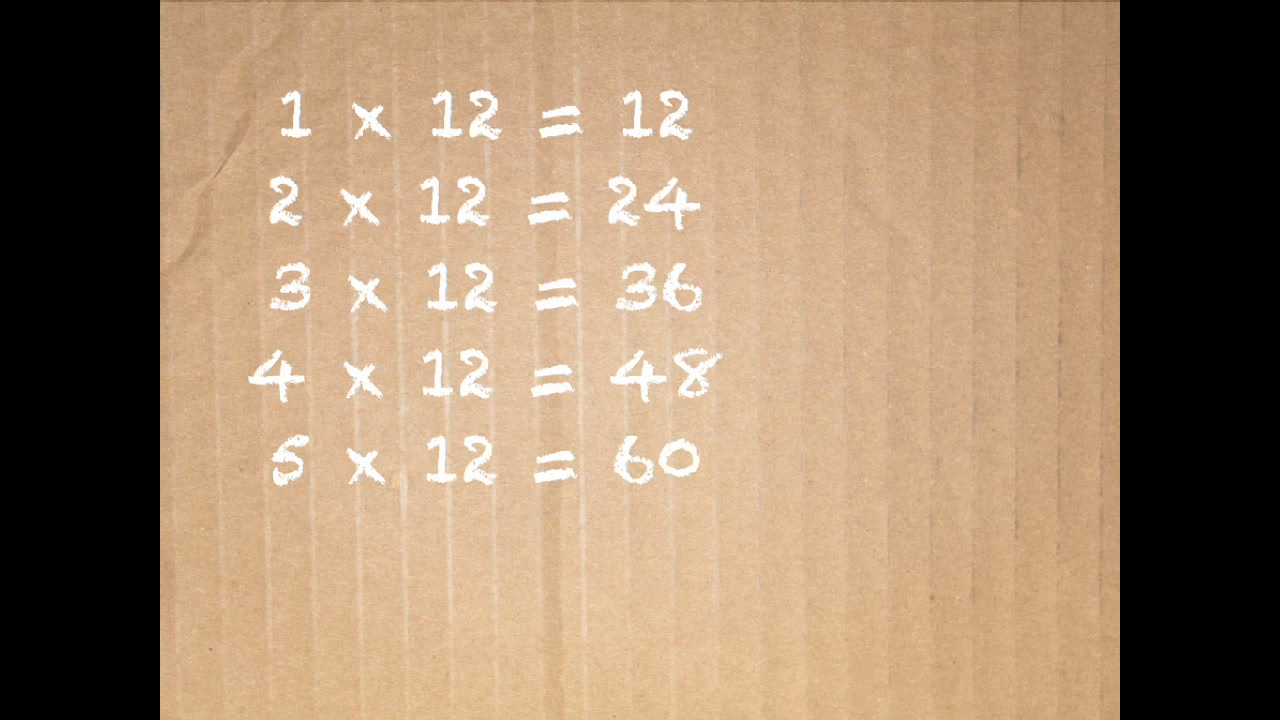 1 x 12 = 12
2 x 12 = 24
3 x 12 = 36
4 x 12 = 48
5 x 12 = 60